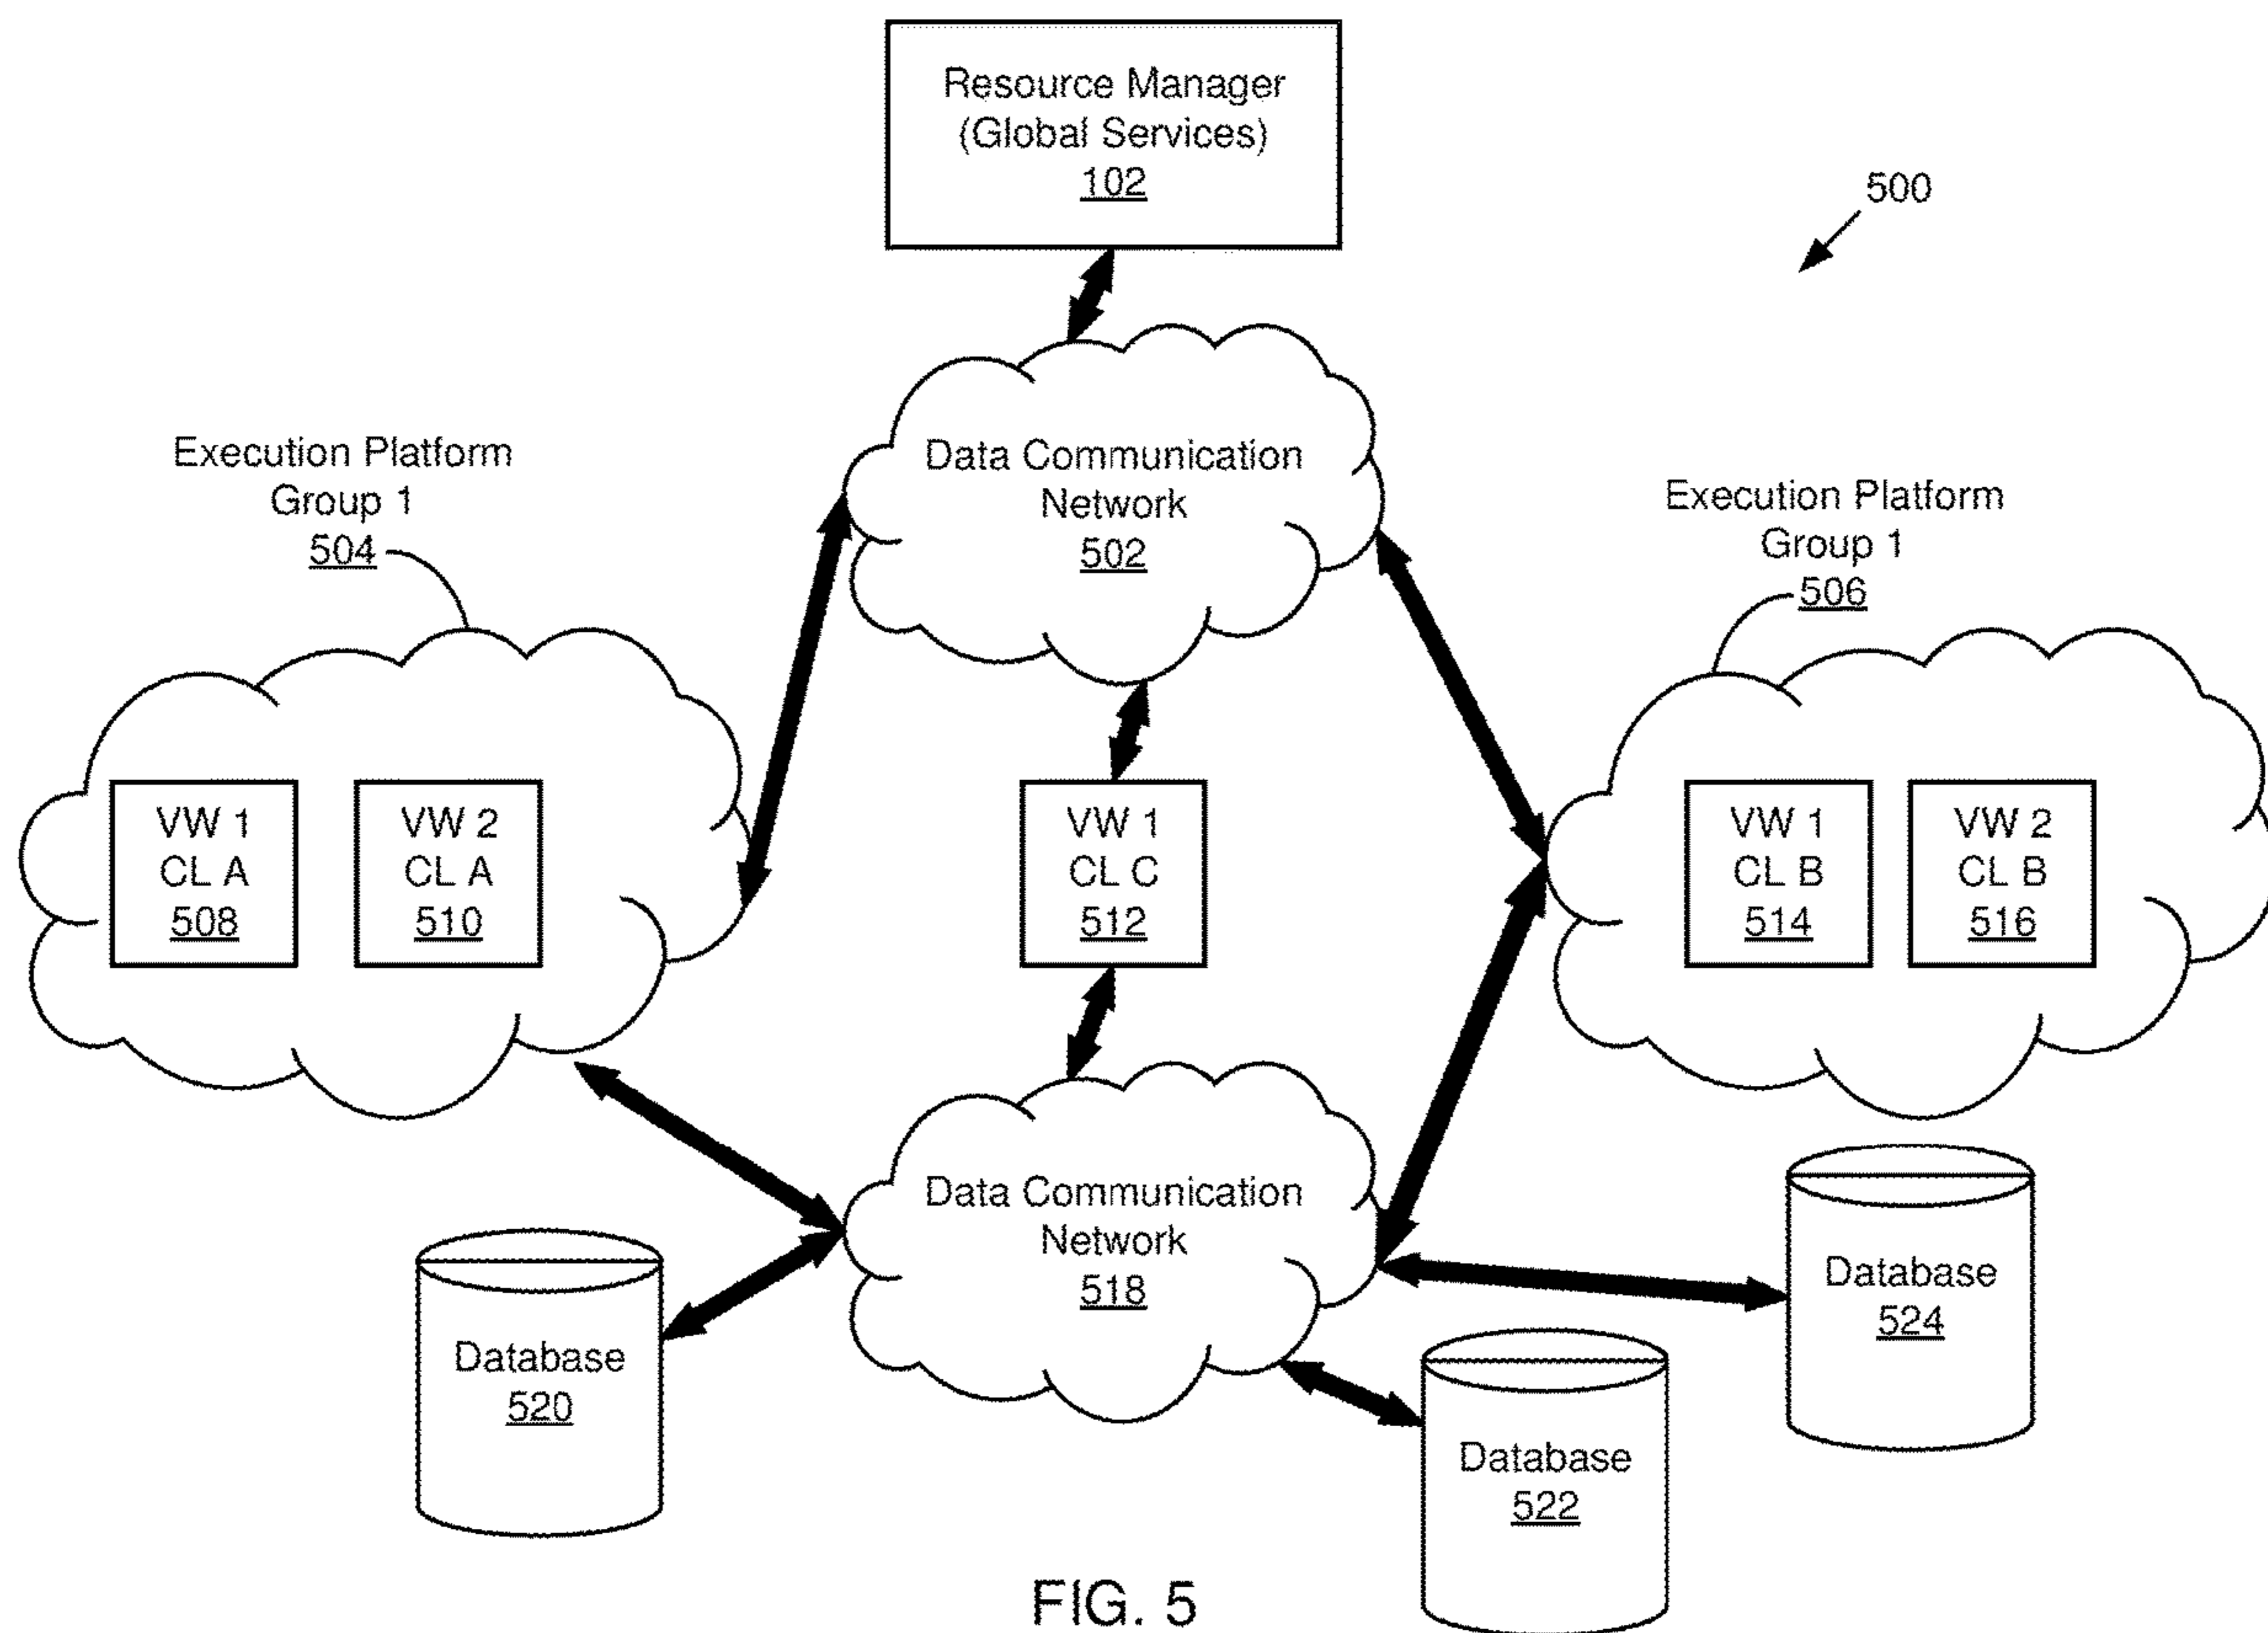 Resource Manager
(Global Services)
102
500
Execution Platform
Group 1
504
Data Communication
Network
502
Execution Platform
Group 1
506
VW 1
CL A
508
VW 2
CL A
510
VW 1
CL C
512
VW 1
CL B
514
VW 2
CL B
516
Data Communication
Network
518
Database
520
Database
522
Database
524
FIG. 5